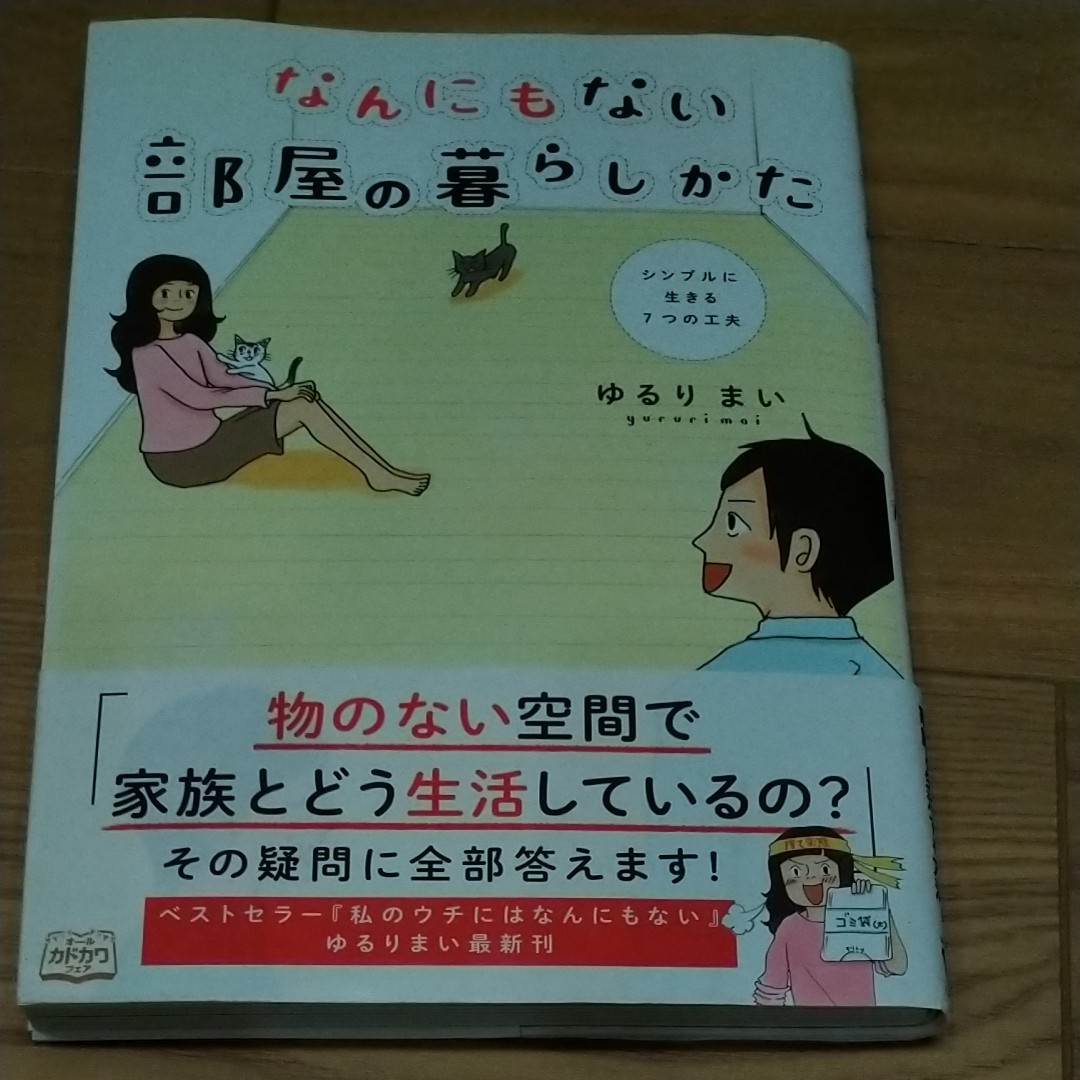 なんにもない
部屋の暮らしかた
シンプルに
生きる
7つの工夫
ゆるり まい
yururi mai
「物のない空間で
家族とどう生活しているの?」
その疑問に全部答えます!
ベストセラー『私のウチにはなんにもない』
ゆるりまい最新刊
ゴミ袋(大)
オール
カドカワ
フェア